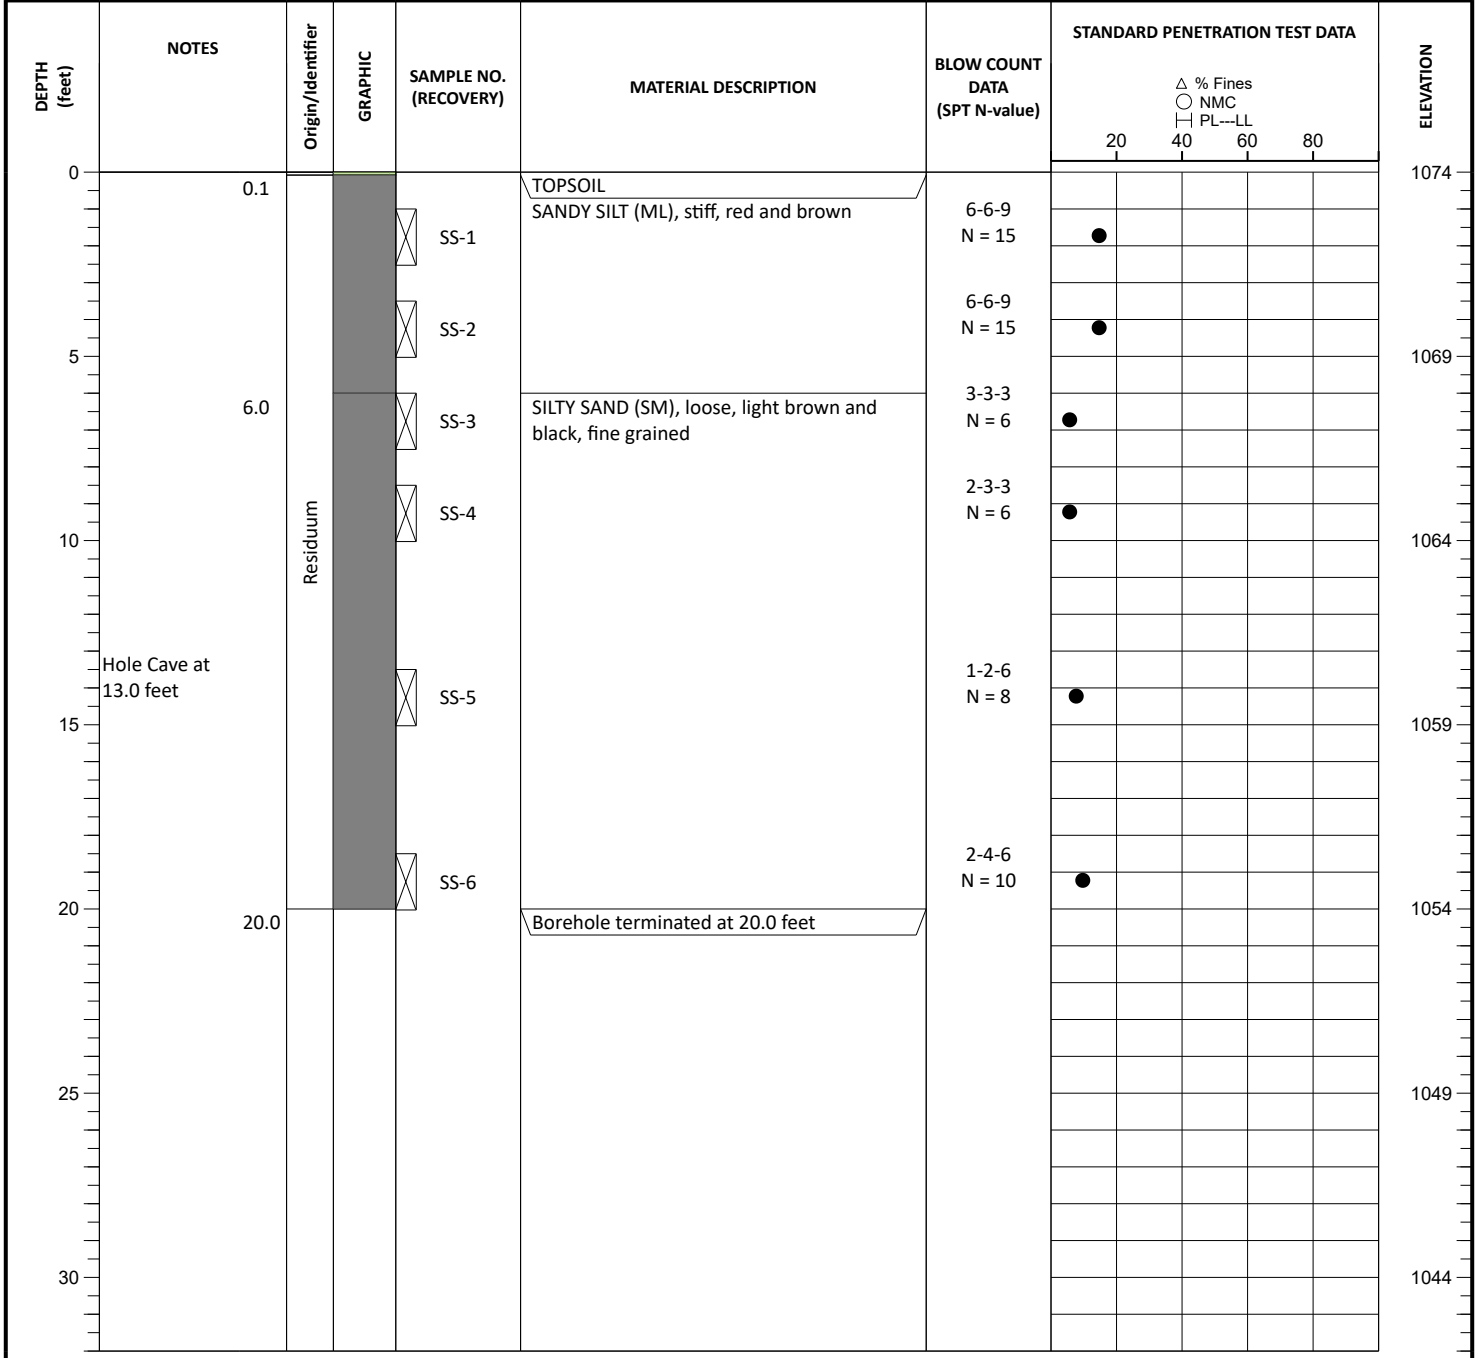 DEPTH
(feet)
NOTES
Origin/Identifier
GRAPHIC
SAMPLE NO.
(RECOVERY)
MATERIAL DESCRIPTION
BLOW COUNT
DATA
(SPT N-value)
STANDARD PENETRATION TEST DATA
% Fines
NMC
PL---LL
20 40 60 80
ELEVATION
0
1074
0.1
TOPSOIL
SANDY SILT (ML), stiff, red and brown
SS-1
6-6-9
N = 15
SS-2
6-6-9
N = 15
5
1069
6.0
SILTY SAND (SM), loose, light brown and
black, fine grained
SS-3
3-3-3
N = 6
SS-4
2-3-3
N = 6
10
1064
Residuum
Hole Cave at
13.0 feet
SS-5
1-2-6
N = 8
15
1059
SS-6
2-4-6
N = 10
20
1054
20.0
Borehole terminated at 20.0 feet
25
1049
30
1044